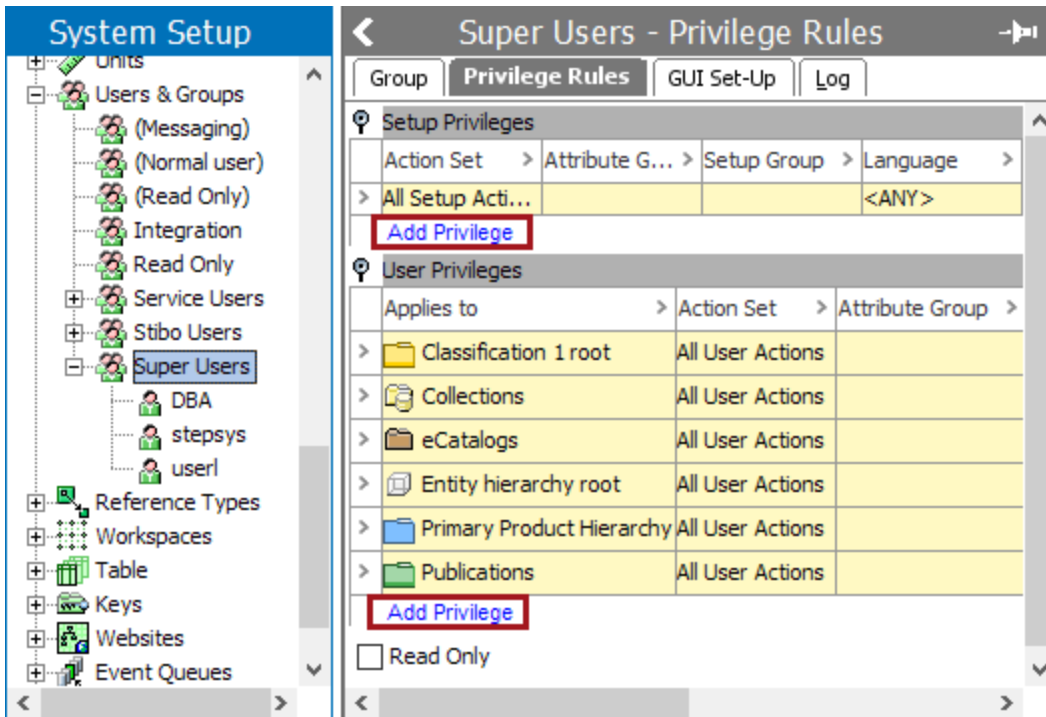 System Setup
Units
Users & Groups
(Messaging)
(Normal user)
(Read Only)
Integration
Read Only
Service Users
Stibo Users
Super Users
DBA
stepsys
userl
Reference Types
Workspaces
Table
Keys
Websites
Event Queues
Super Users - Privilege Rules
Group Privilege Rules GUI Set-Up Log
Setup Privileges
Action Set > Attribute G... > Setup Group > Language >
> All Setup Acti... <ANY>
Add Privilege
User Privileges
Applies to > Action Set > Attribute Group >
> Classification 1 root All User Actions
> Collections All User Actions
> eCatalogs All User Actions
> Entity hierarchy root All User Actions
> Primary Product Hierarchy All User Actions
> Publications All User Actions
Add Privilege
Read Only